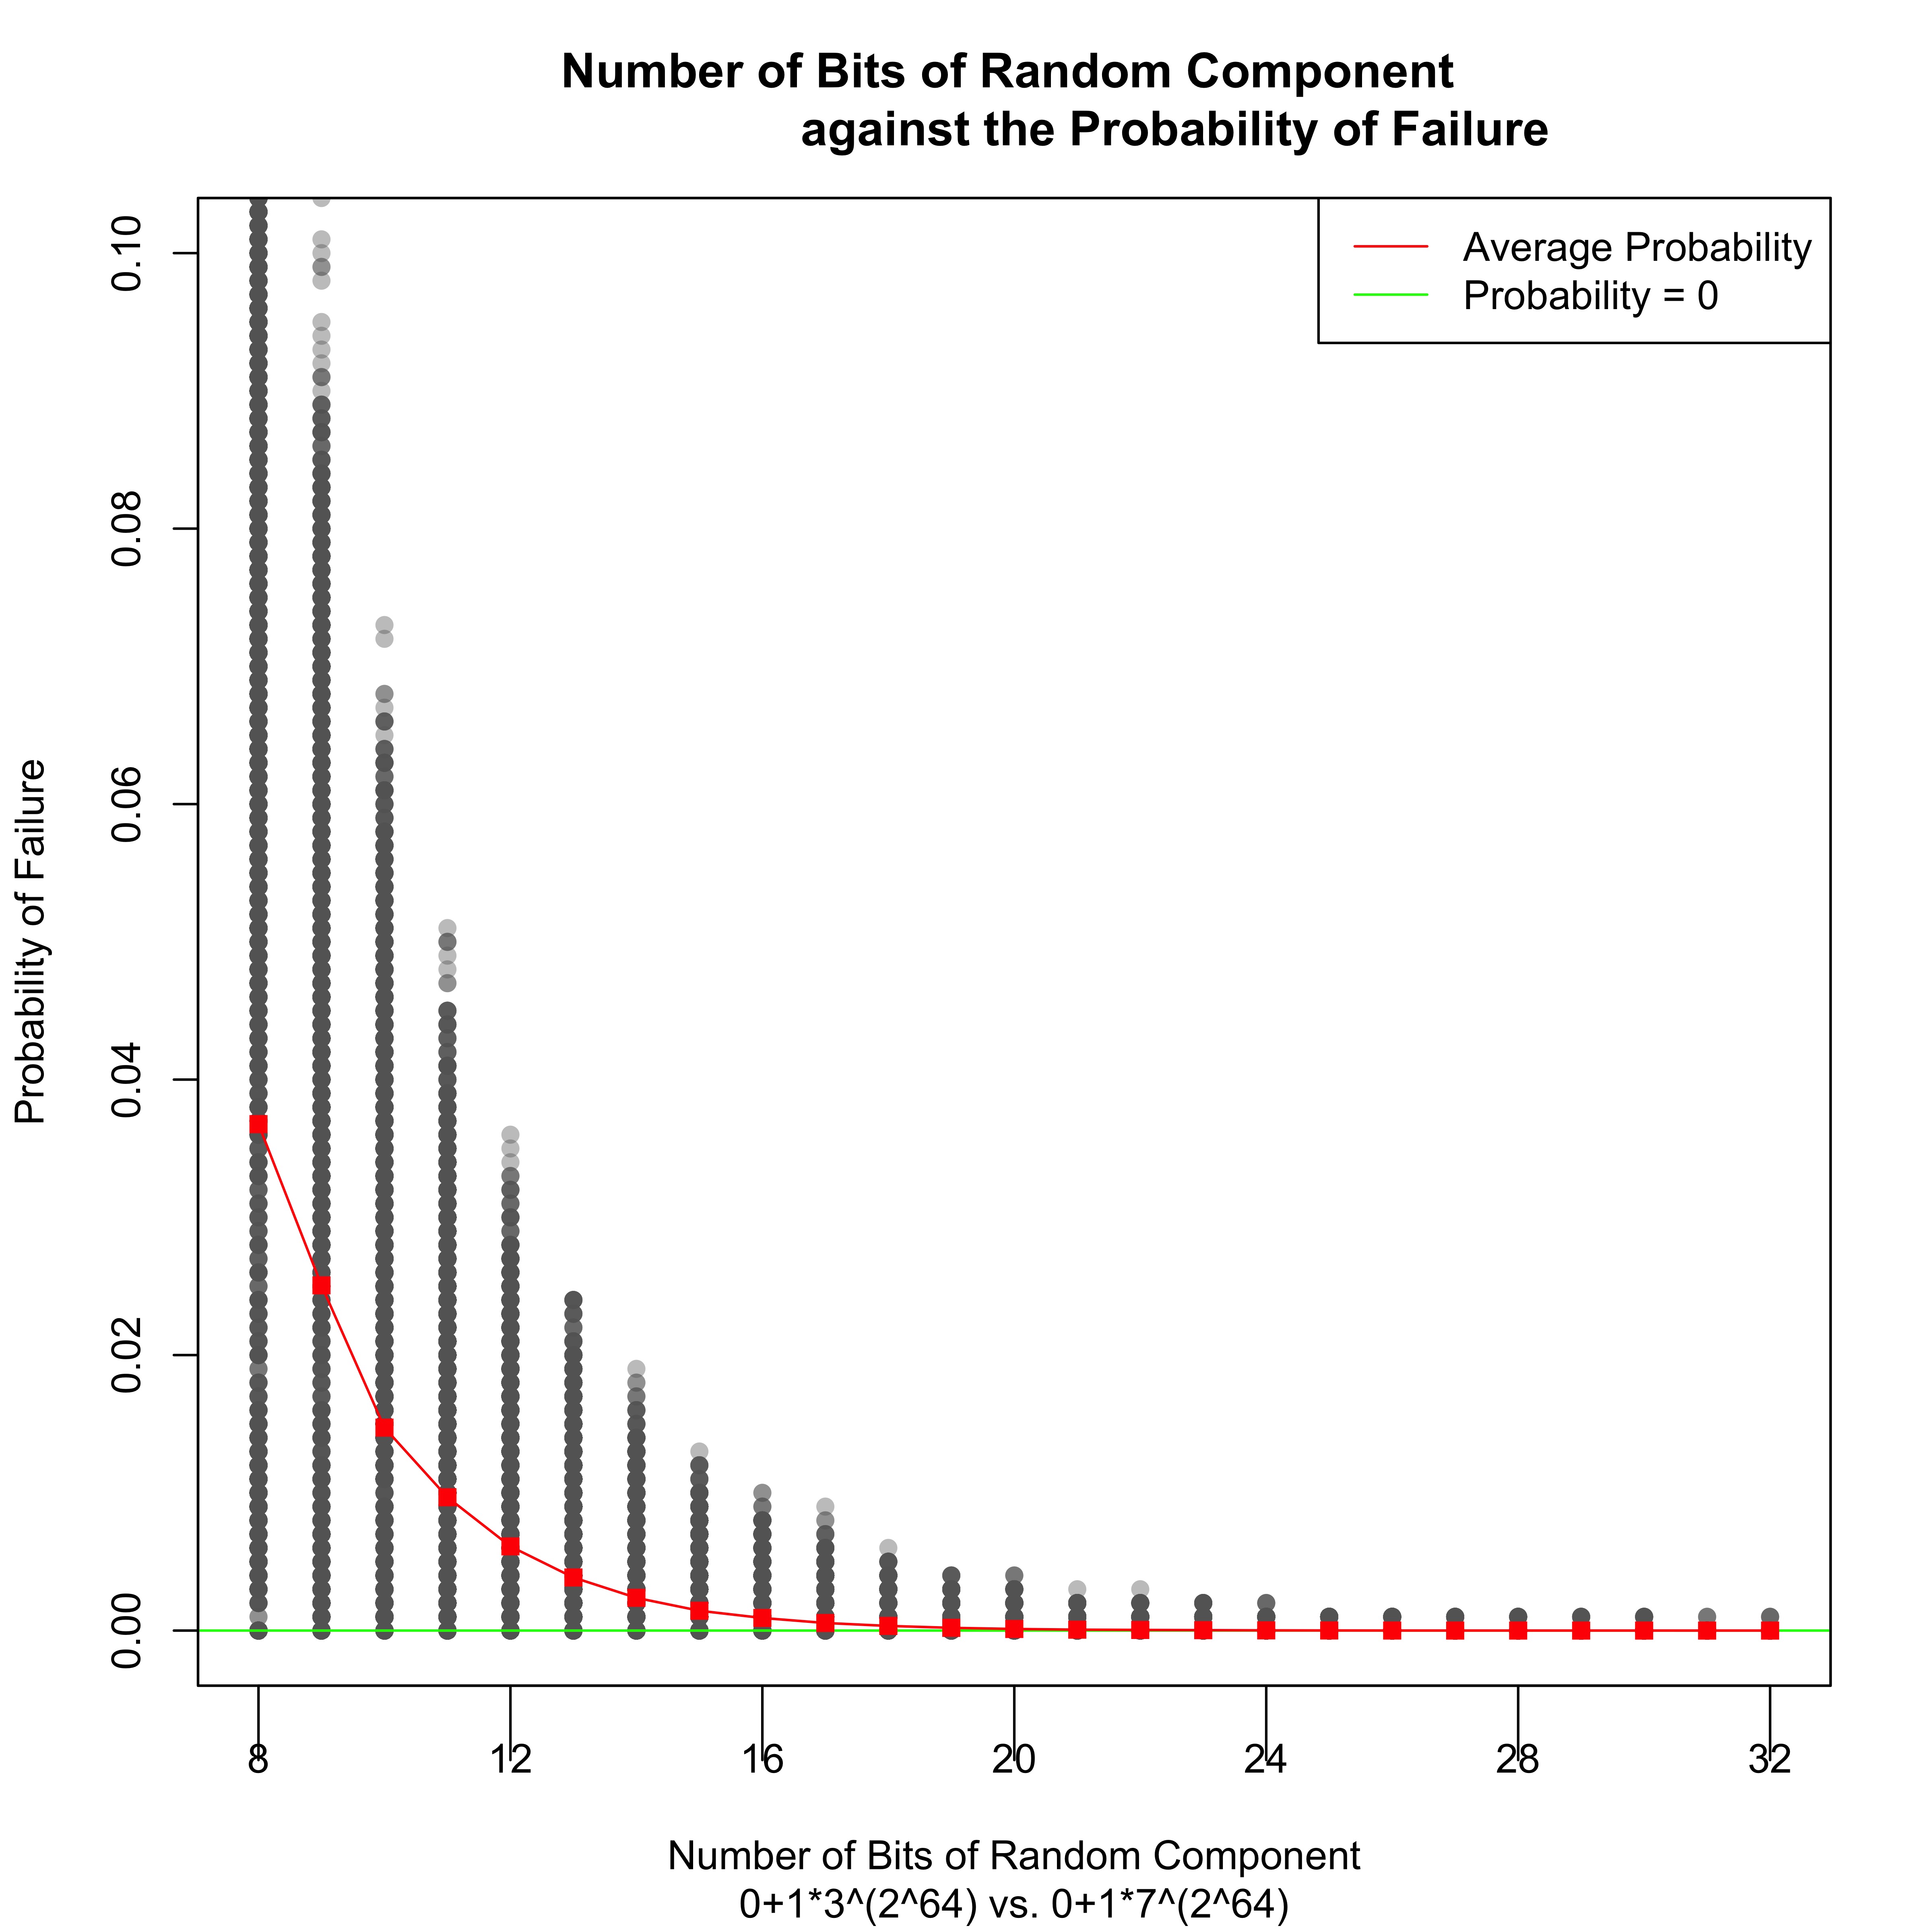 Number of Bits of Random Component
against the Probability of Failure
Average Probability
Probability = 0
0.10
0.08
0.06
0.04
0.02
0.00
Probability of Failure
8 12 16 20 24 28 32
Number of Bits of Random Component
0+1*3^(2^64) vs. 0+1*7^(2^64)